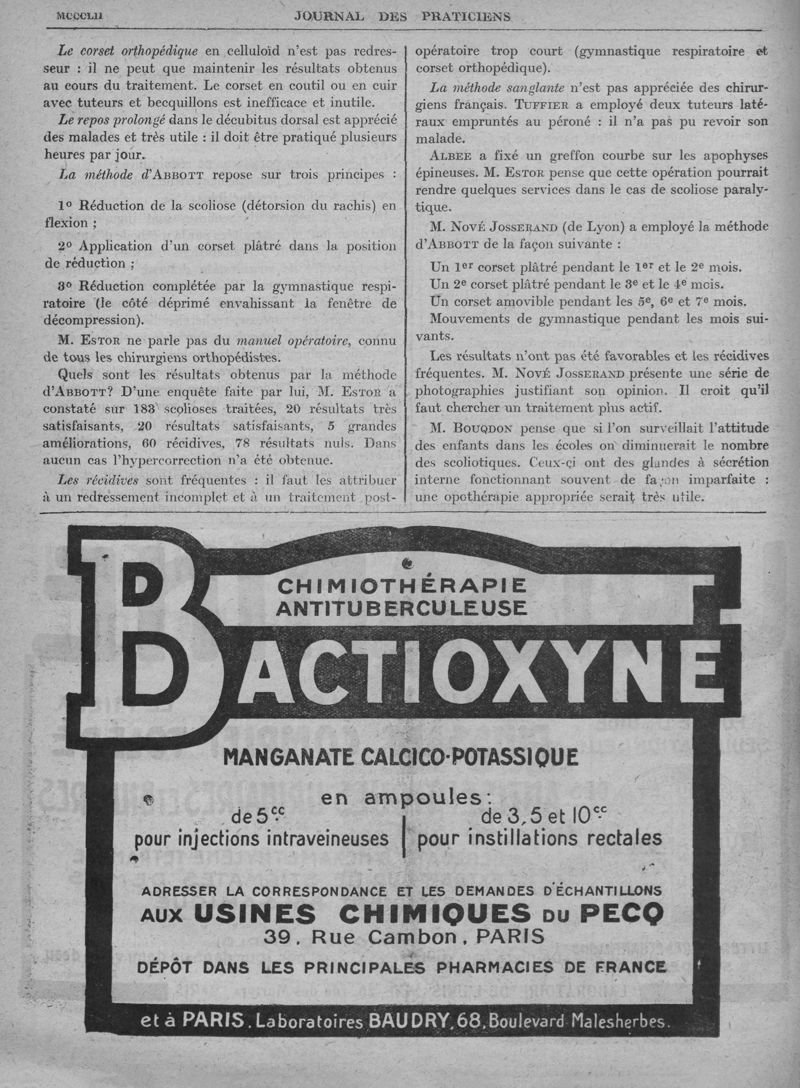 MCCCCLII
JOURNAL DES PRATICIENS
Le corset orthopédique en celluloïd n'est pas redres-
seur : il ne peut que maintenir les résultats obtenus
au cours du traitement. Le corset en coutil ou en cuir
avec tuteurs et becquillons est inefficace et inutile.
Le repos prolongé dans le décubitus dorsal est apprécié
des malades et très utile : il doit être pratiqué plusieurs
heures par jour.
La méthode d'ABBOTT repose sur trois principes :
1º Réduction de la scoliose (détorsion du rachis) en
flexion ;
2º Application d'un corset plâtré dans la position
de réduction ;
3º Réduction complétée par la gymnastique respi-
ratoire (le côté déprimé envahissant la fenêtre de
décompression).
M. ESTOR ne parle pas du manuel opératoire, connu
de tous les chirurgiens orthopédistes.
Quels sont les résultats obtenus par la méthode
d'ABBOTT? D'une enquête faite par lui, M. ESTOR a
constaté sur 183 scolioses traitées, 20 résultats très
satisfaisants, 20 résultats satisfaisants, 5 grandes
améliorations, 60 récidives, 78 résultats nuls. Dans
aucun cas l'hypercorrection n'a été obtenue.
Les récidives sont fréquentes : il faut les attribuer
à un redressement incomplet et à un traitement post-
opératoire trop court (gymnastique respiratoire et
corset orthopédique).
La méthode sanglante n'est pas appréciée des chirur-
giens français. TUFFIER a employé deux tuteurs laté-
raux empruntés au péroné : il n'a pas pu revoir son
malade.
ALBEE a fixé un greffon courbe sur les apophyses
épineuses. M. ESTOR pense que cette opération pourrait
rendre quelques services dans le cas de scoliose paraly-
tique.
M. NOVÉ JOSSERAND (de Lyon) a employé la méthode
d'ABBOTT de la façon suivante :
Un 1er corset plâtré pendant le 1er et le 2e mois.
Un 2e corset plâtré pendant le 3e et le 4e mois.
Un corset amovible pendant les 5e, 6e et 7e mois.
Mouvements de gymnastique pendant les mois sui-
vants.
Les résultats n'ont pas été favorables et les récidives
fréquentes. M. NOVÉ JOSSERAND présente une série de
photographies justifiant son opinion. Il croit qu'il
faut chercher un traitement plus actif.
M. BOURDON pense que si l'on surveillait l'attitude
des enfants dans les écoles on diminuerait le nombre
des scoliotiques. Ceux-ci ont des glandes à sécrétion
interne fonctionnant souvent de façon imparfaite :
une opothérapie appropriée serait très utile.
CHIMIOTHÉRAPIE
ANTITUBERCULEUSE
BACTIOXYNE
MANGANATE CALCICO-POTASSIQUE
en ampoules:
de 5cc
pour injections intraveineuses
de 3, 5 et 10cc
pour instillations rectales
ADRESSER LA CORRESPONDANCE ET LES DEMANDES D'ÉCHANTILLONS
AUX USINES CHIMIQUES DU PECQ
39, Rue Cambon, PARIS
DÉPÔT DANS LES PRINCIPALES PHARMACIES DE FRANCE
et à PARIS, Laboratoires BAUDRY, 68, Boulevard Malesherbes.